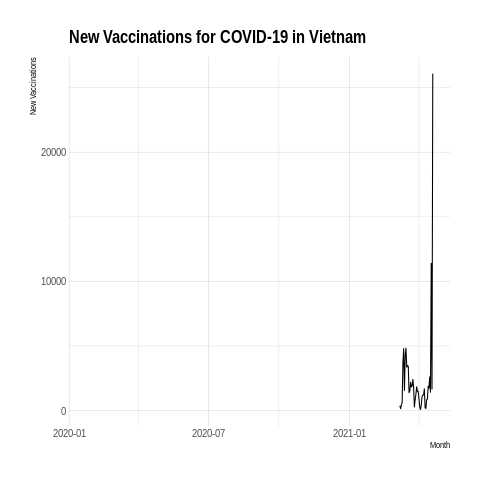 New Vaccinations for COVID-19 in Vietnam
New Vaccinations
20000
10000
0
2020-01
2020-07
2021-01
Month